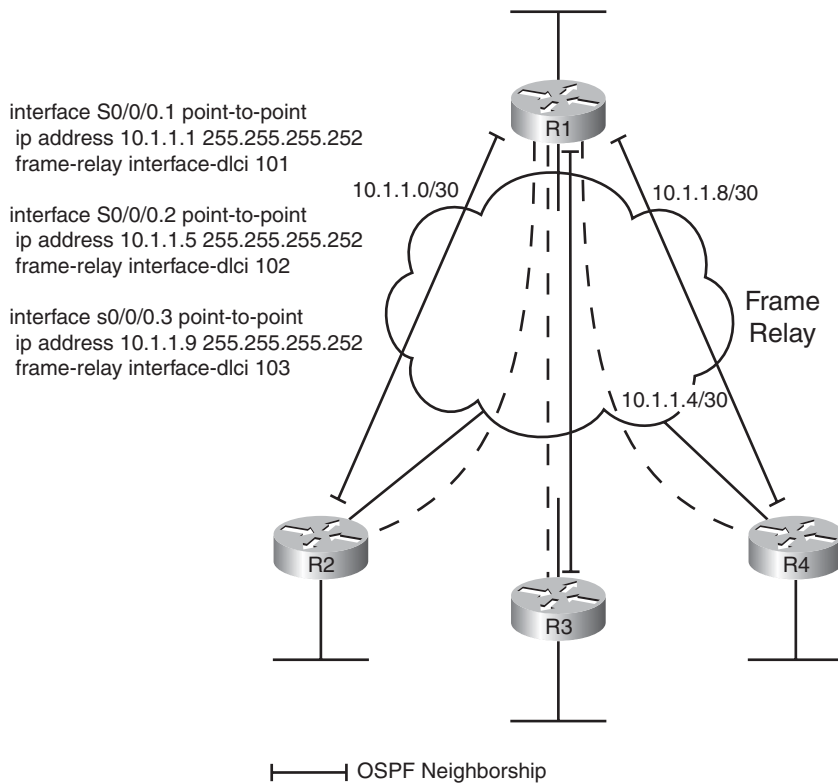 interface S0/0/0.1 point-to-point
ip address 10.1.1.1 255.255.255.252
frame-relay interface-dlci 101
interface S0/0/0.2 point-to-point
ip address 10.1.1.5 255.255.255.252
frame-relay interface-dlci 102
interface s0/0/0.3 point-to-point
ip address 10.1.1.9 255.255.255.252
frame-relay interface-dlci 103
R1
10.1.1.0/30
10.1.1.8/30
Frame
Relay
10.1.1.4/30
R2
R3
R4
OSPF Neighborship